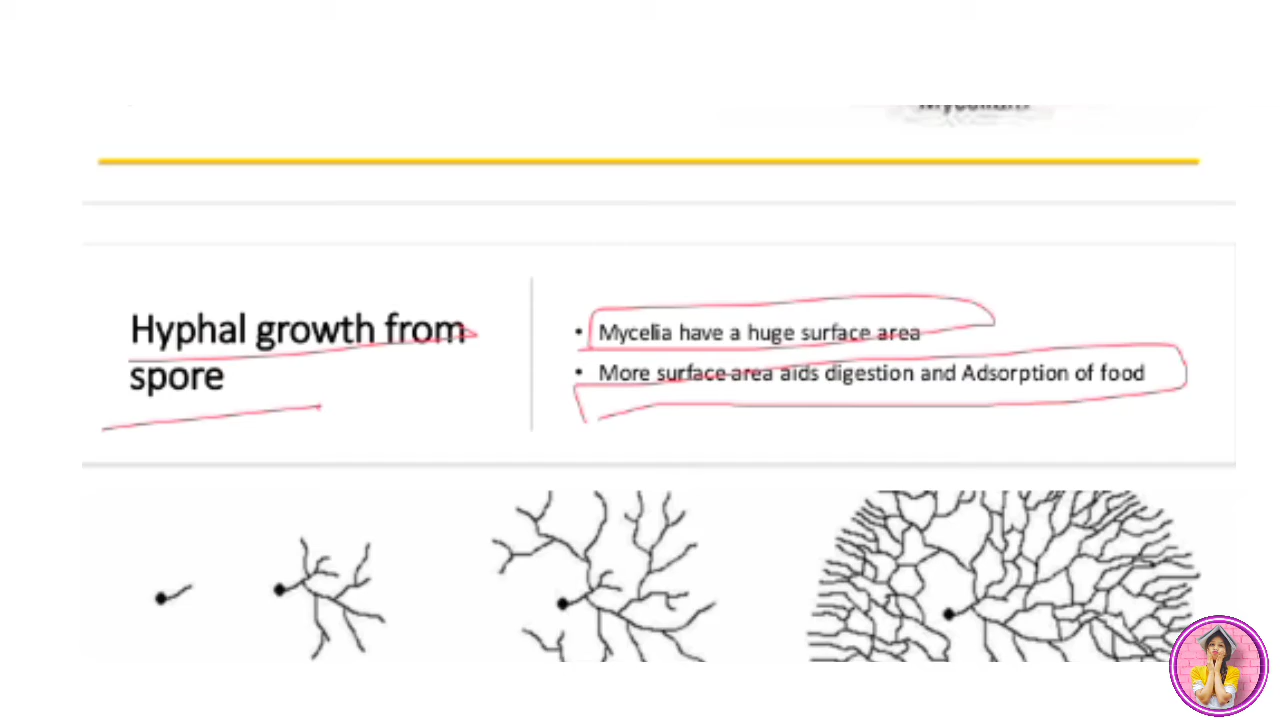 Hyphal growth from
spore
• Mycelia have a huge surface area
• More surface area aids digestion and Adsorption of food